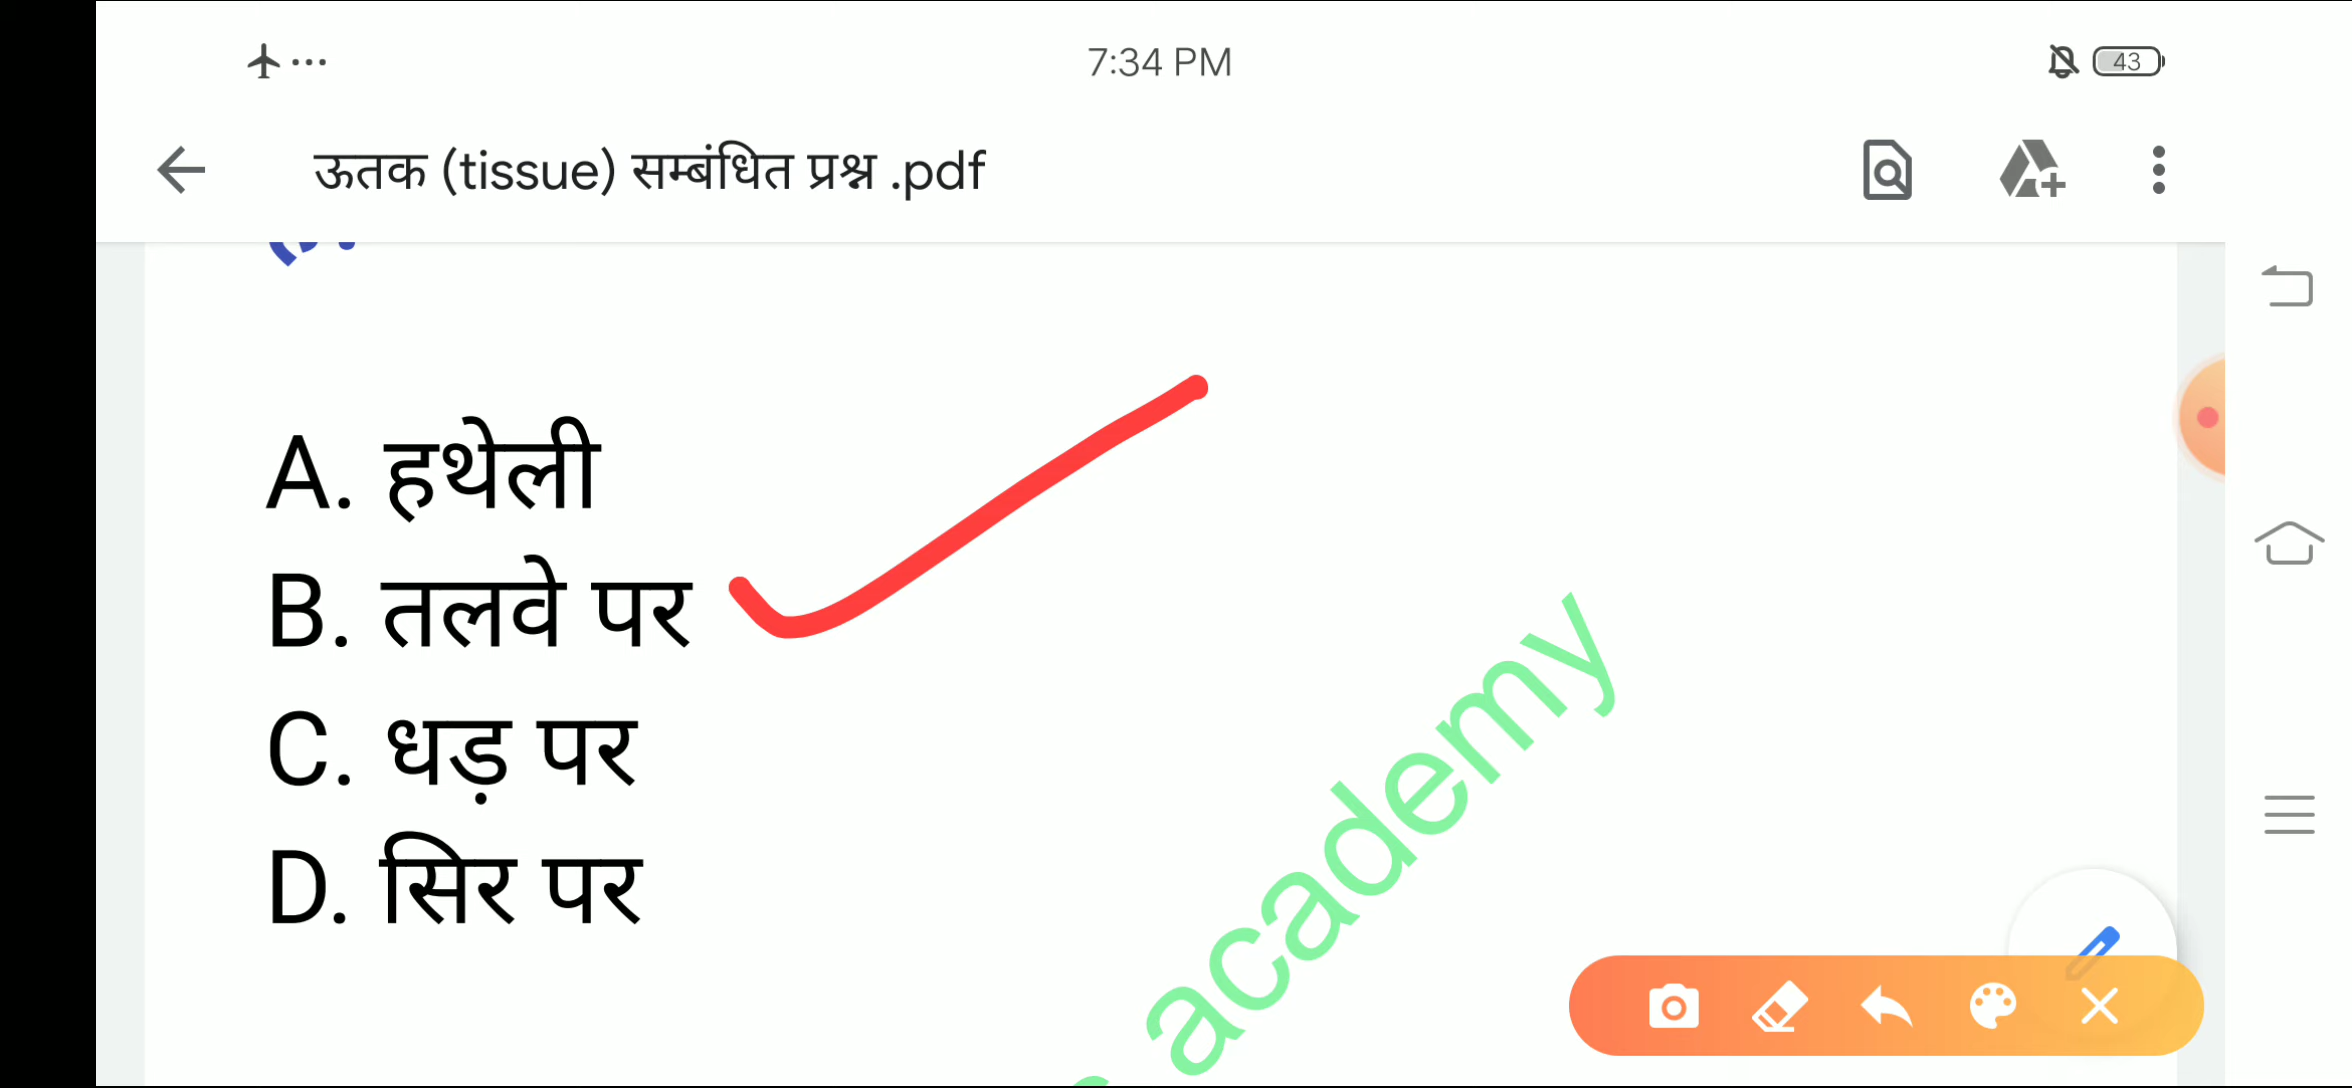 7:34 PM
43
ऊतक (tissue) सम्बंधित प्रश्न .pdf
A. हथेली
B. तलवे पर
C. धड़ पर
D. सिर पर
academy